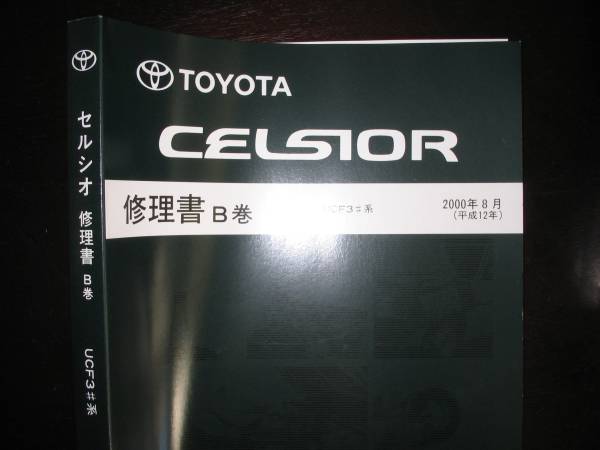 TOYOTA
CELSIOR
修理書 B巻
UCF3#系
2000年8月
(平成12年)
セルシオ 修理書 B巻 UCF3#系